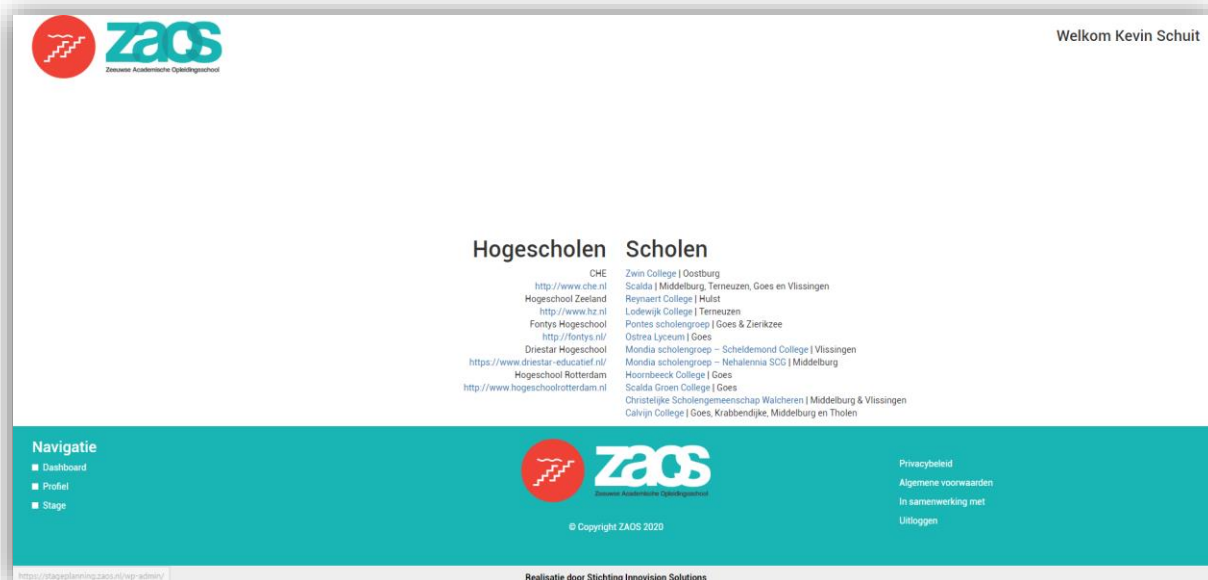 zaos
Zeeuwse Academische Opleidingsschool
Welkom Kevin Schuit
Hogescholen
CHE
http://www.che.nl
Hogeschool Zeeland
http://www.hz.nl
Fontys Hogeschool
http://fontys.nl/
Driestar Hogeschool
https://www.driestar-educatief.nl/
Hogeschool Rotterdam
http://www.hogeschoolrotterdam.nl
Scholen
Zwin College | Oostburg
Scalda | Middelburg, Terneuzen, Goes en Vlissingen
Reynaert College | Hulst
Lodewijk College | Terneuzen
Pontes scholengroep | Goes & Zierikzee
Ostrea Lyceum | Goes
Mondia scholengroep – Scheldemond College | Vlissingen
Mondia scholengroep – Nehalennia SCG | Middelburg
Hoornbeeck College | Goes
Scalda Groen College | Goes
Christelijke Scholengemeenschap Walcheren | Middelburg & Vlissingen
Calvijn College | Goes, Krabbendijke, Middelburg en Tholen
Navigatie
Dashboard
Profiel
Stage
zaos
Zeeuwse Academische Opleidingsschool
© Copyright ZAOS 2020
Privacybeleid
Algemene voorwaarden
In samenwerking met
Uitloggen
https://stageplanning.zaos.nl/wp-admin/
Realisatie door Stichting Innovision Solutions